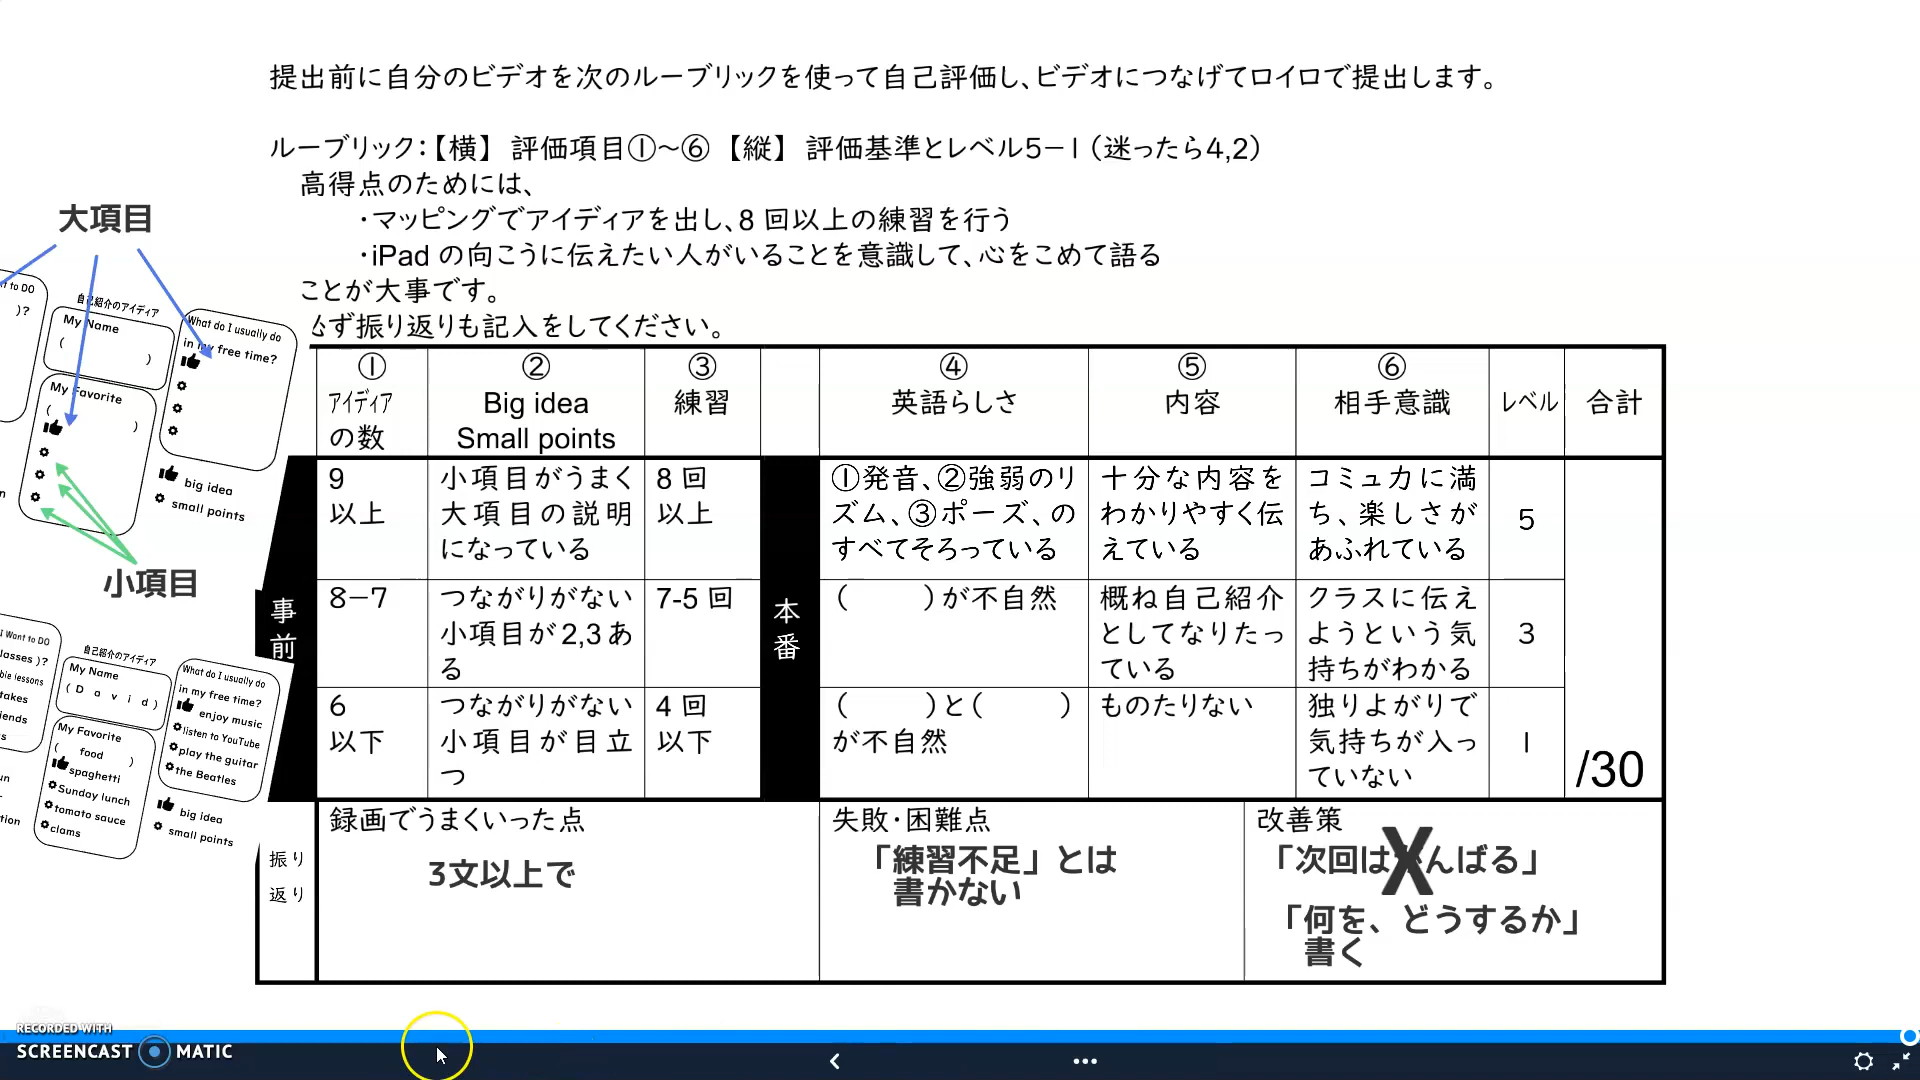 提出前に自分のビデオを次のルーブリックを使って自己評価し、ビデオにつなげてロイロで提出します。
ルーブリック：【横】 評価項目①～⑥ 【縦】 評価基準とレベル5－1（迷ったら4,2）
高得点のためには、
・マッピングでアイディアを出し、8 回以上の練習を行う
・iPad の向こうに伝えたい人がいることを意識して、心をこめて語る
ことが大事です。
必ず振り返りも記入をしてください。
大項目
t to DO
)?
自己紹介のアイディア
My Name
( )
My Favorite
( )
What do I usually do
in my free time?
big idea
small points
小項目
I Want to DO
lasses )?
ble lessons
takes
iends
自己紹介のアイディア
My Name
( D a v i d )
My Favorite
( food )
spaghetti
Sunday lunch
tomato sauce
clams
What do I usually do
in my free time?
enjoy music
listen to YouTube
play the guitar
the Beatles
big idea
small points
un
tion
①
ｱｲﾃﾞｨｱ
の数
②
Big idea
Small points
③
練習
④
英語らしさ
⑤
内容
⑥
相手意識
レベル
合計
事前
本番
9
以上
小項目がうまく
大項目の説明
になっている
8 回
以上
①発音、②強弱のリ
ズム、③ポーズ、の
すべてそろっている
十分な内容を
わかりやすく伝
えている
コミュ力に満
ち、楽しさが
あふれている
5
8－7
つながりがない
小項目が2,3あ
る
7-5 回
( )が不自然
概ね自己紹介
としてなりたっ
ている
クラスに伝え
ようという気
持ちがわかる
3
6
以下
つながりがない
小項目が目立
つ
4 回
以下
( )と( )
が不自然
ものたりない
独りよがりで
気持ちが入っ
ていない
1
/30
振り
返り
録画でうまくいった点
3文以上で
失敗・困難点
「練習不足」とは
書かない
改善策
「次回はがんばる」
X
「何を、どうするか」
書く
RECORDED WITH
SCREENCAST MATIC